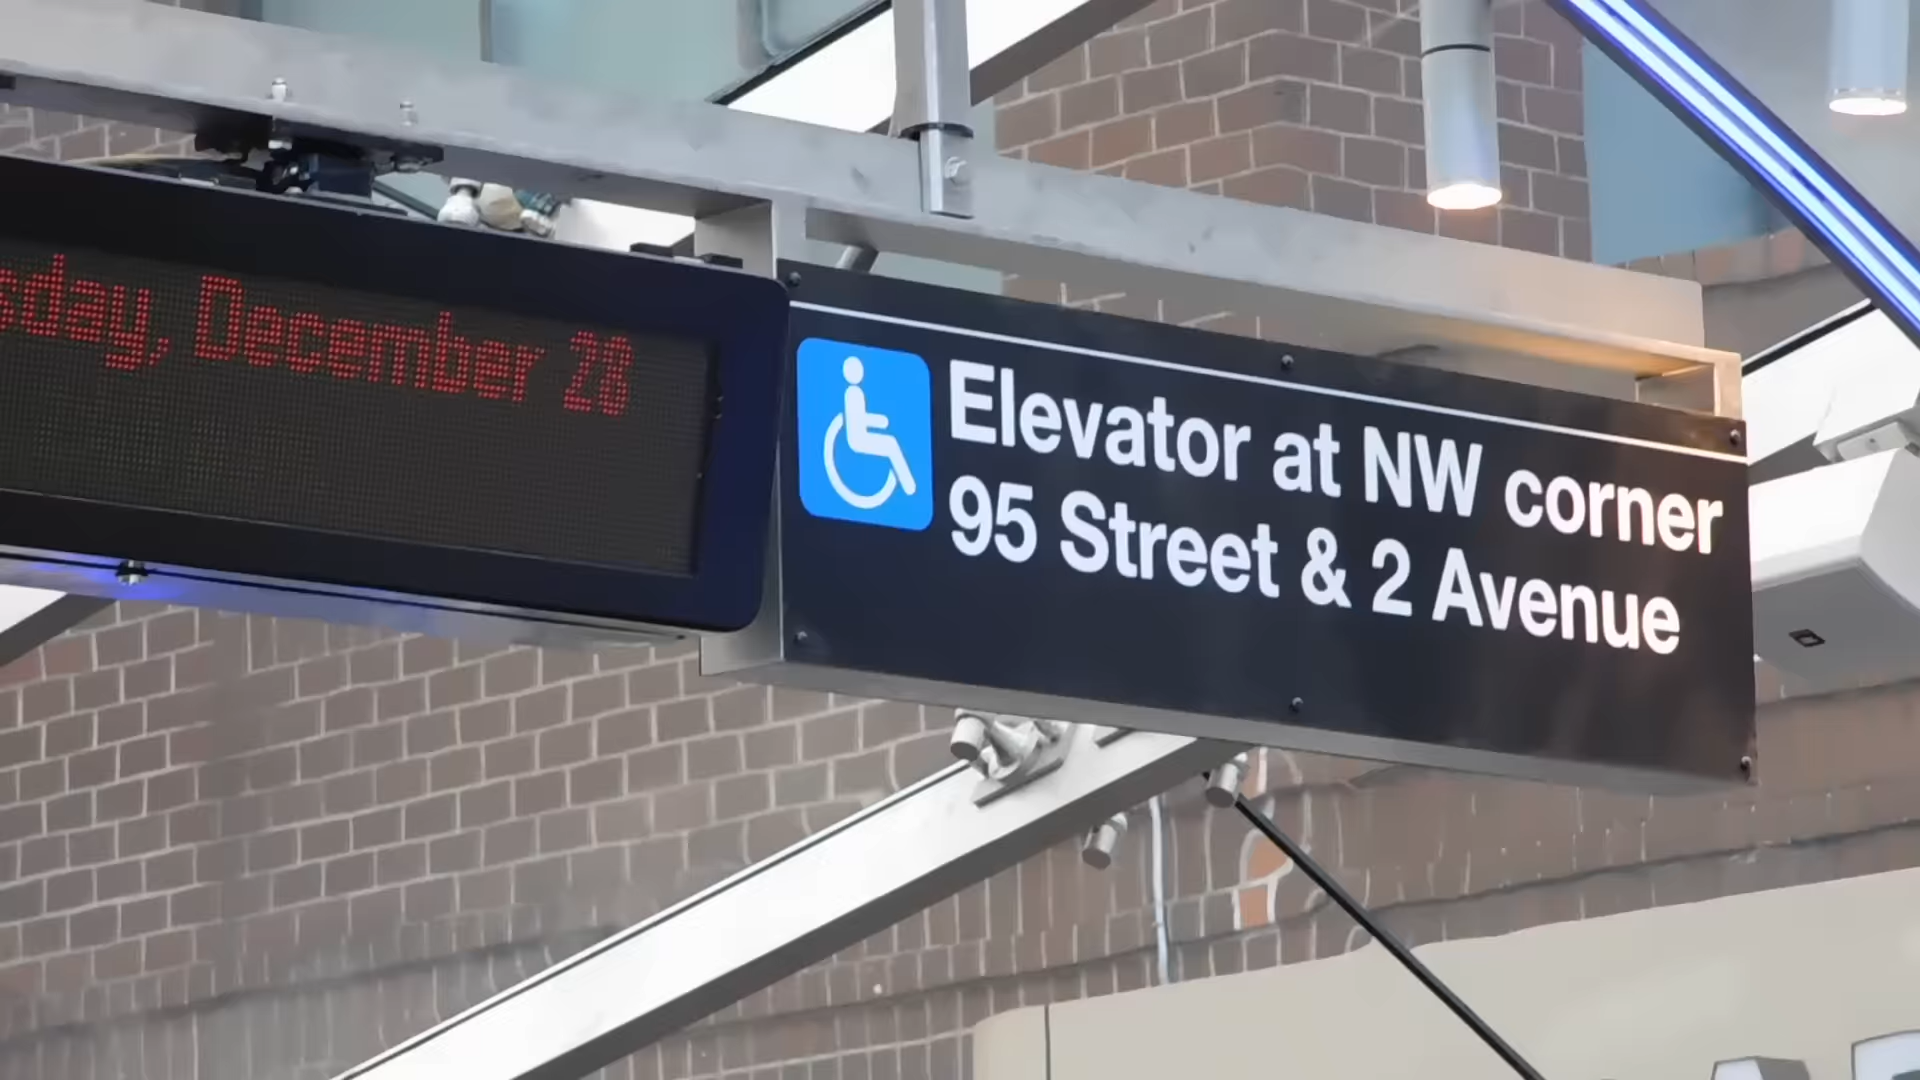 sday, December 28
Elevator at NW corner
95 Street & 2 Avenue